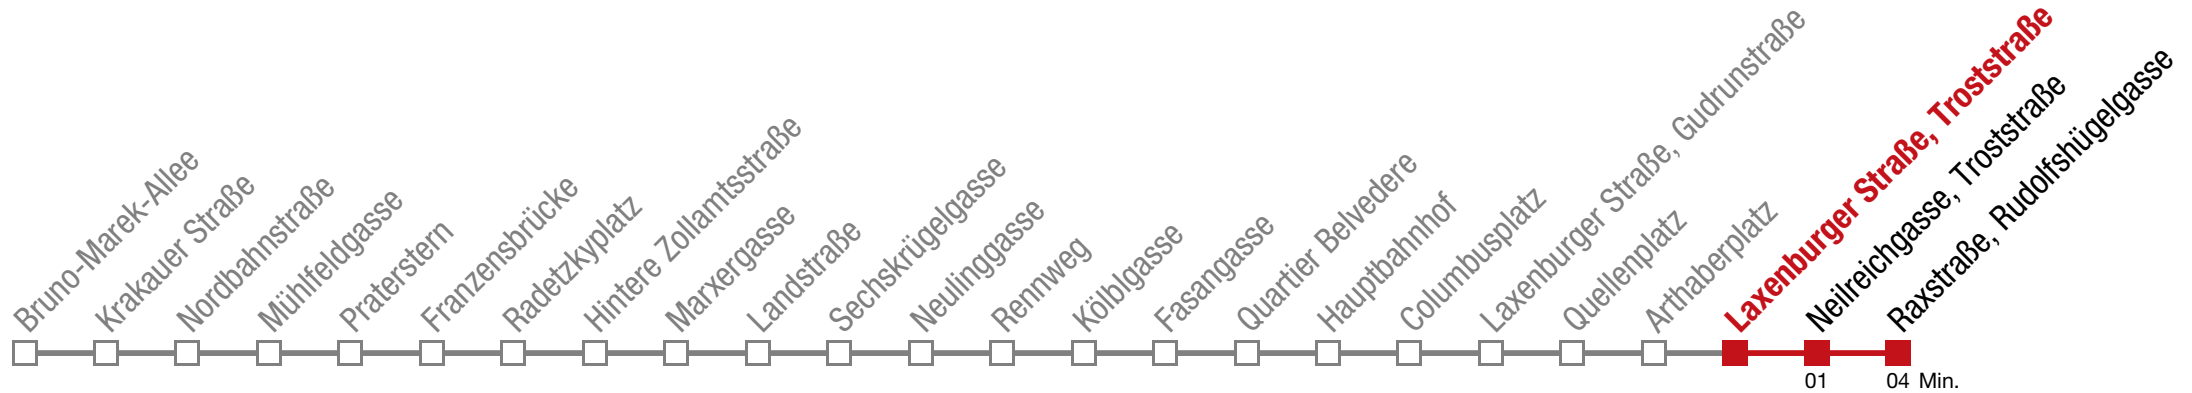 Bruno-Marek-Allee
Krakauer Straße
Nordbahnstraße
Mühlfeldgasse
Praterstern
Franzensbrücke
Radetzkyplatz
Hintere Zollamtsstraße
Marxergasse
Landstraße
Sechskrügelgasse
Neulinggasse
Rennweg
Kölblgasse
Fasangasse
Quartier Belvedere
Hauptbahnhof
Columbusplatz
Laxenburger Straße, Gudrunstraße
Quellenplatz
Arthaberplatz
Laxenburger Straße, Troststraße
Neilreichgasse, Troststraße
Raxstraße, Rudolfshügelgasse
01 04 Min.